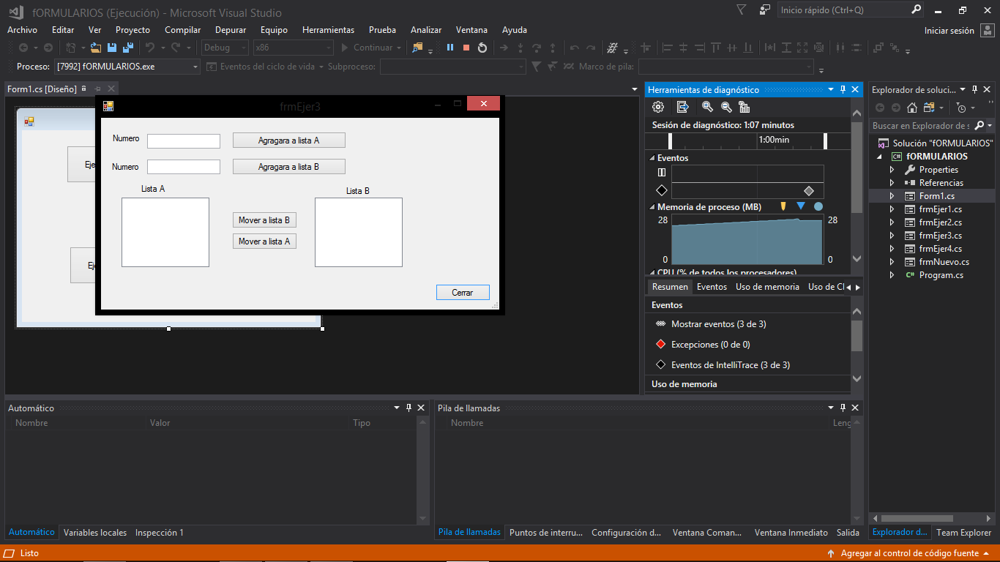 fORMULARIOS (Ejecución) - Microsoft Visual Studio
Inicio rápido (Ctrl+Q)
Archivo Editar Ver Proyecto Compilar Depurar Equipo Herramientas Prueba Analizar Ventana Ayuda
Iniciar sesión
Debug x86 Continuar
Proceso: [7992] fORMULARIOS.exe Eventos del ciclo de vida Subproceso: Marco de pila:
Form1.cs [Diseño]
frmEjer3
Numero
Agragara a lista A
Numero
Agragara a lista B
Lista A
Lista B
Mover a lista B
Mover a lista A
Cerrar
Eje
Eje
Herramientas de diagnóstico
Sesión de diagnóstico: 1:07 minutos
1:00min
Eventos
Memoria de proceso (MB)
28 28
0 0
CPU (% de todos los procesadores)
Resumen Eventos Uso de memoria Uso de CI
Eventos
Mostrar eventos (3 de 3)
Excepciones (0 de 0)
Eventos de IntelliTrace (3 de 3)
Uso de memoria
Explorador de soluci...
Buscar en Explorador de s
Solución "fORMULARIOS"
C# fORMULARIOS
Properties
Referencias
Form1.cs
frmEjer1.cs
frmEjer2.cs
frmEjer3.cs
frmEjer4.cs
frmNuevo.cs
C# Program.cs
Automático
Nombre Valor Tipo
Automático Variables locales Inspección 1
Pila de llamadas
Nombre Leng
Pila de llamadas Puntos de interru... Configuración d... Ventana Coman... Ventana Inmediato Salida
Explorador d... Team Explorer
Listo
Agregar al control de código fuente